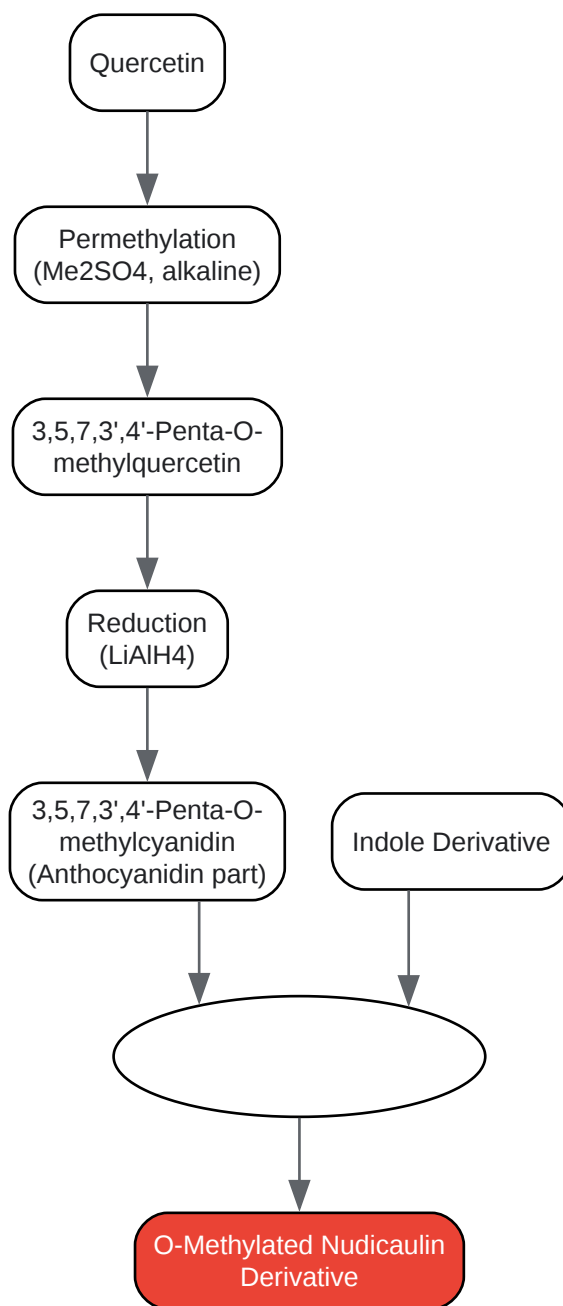 Quercetin
Permethylation
(Me2SO4, alkaline)
3,5,7,3',4'-Penta-O-
methylquercetin
Reduction
(LiAlH4)
3,5,7,3',4'-Penta-O-
methylcyanidin
(Anthocyanidin part)
Indole Derivative
O-Methylated Nudicaulin
Derivative